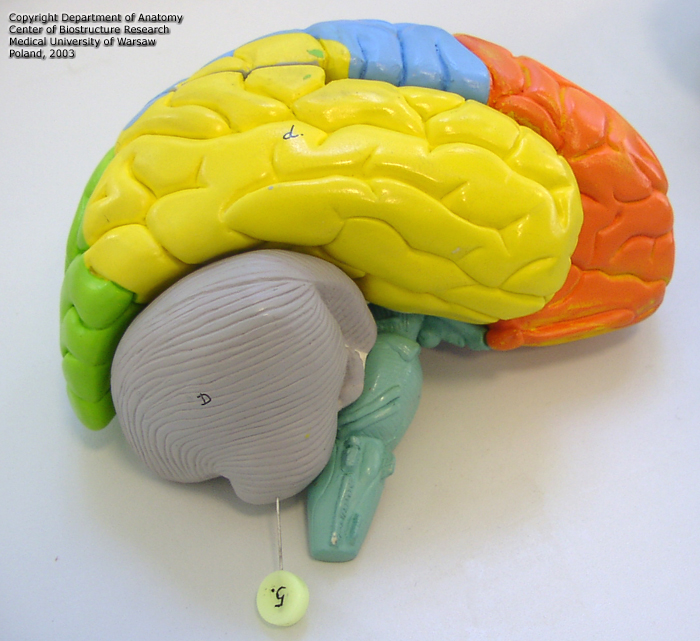 Copyright Department of Anatomy
Center of Biostructure Research
Medical University of Warsaw
Poland, 2003
d.
D
5.